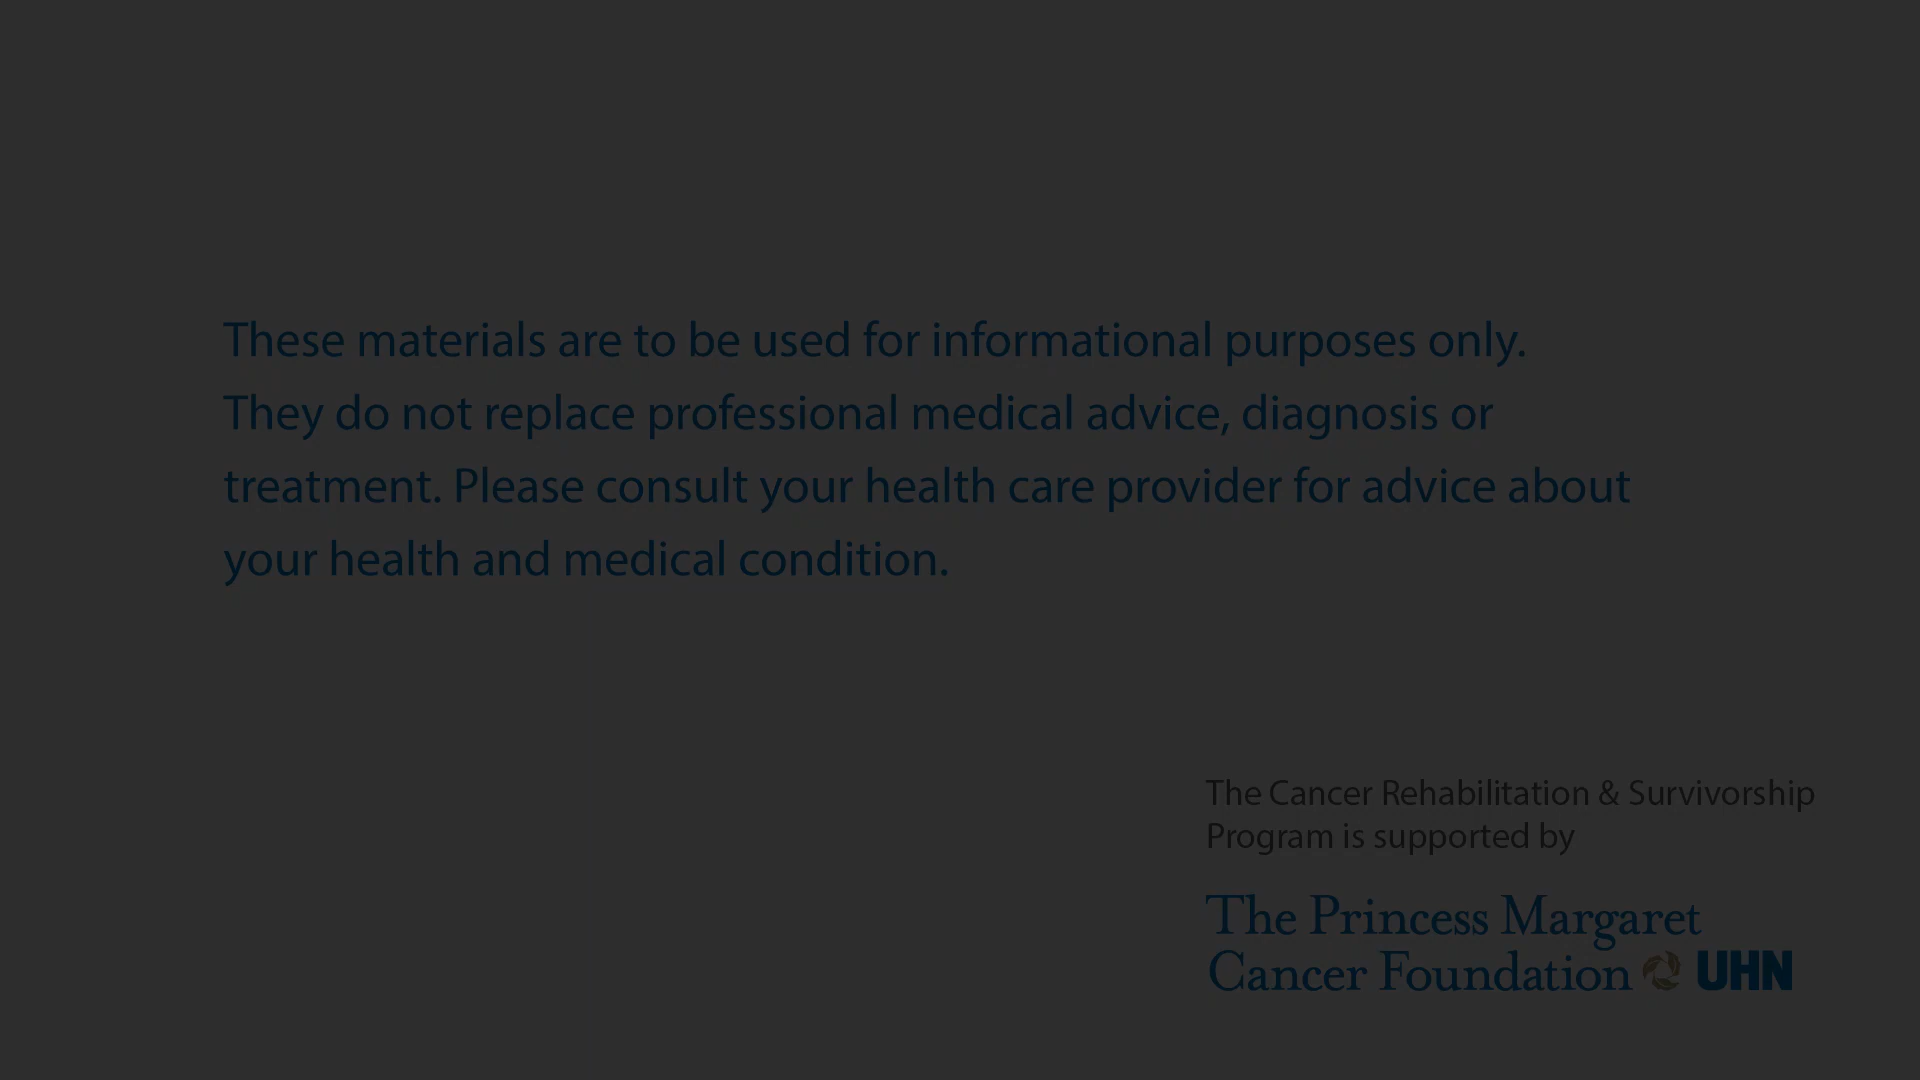 These materials are to be used for informational purposes only.
They do not replace professional medical advice, diagnosis or
treatment. Please consult your health care provider for advice about
your health and medical condition.
The Cancer Rehabilitation & Survivorship
Program is supported by
The Princess Margaret
Cancer Foundation UHN